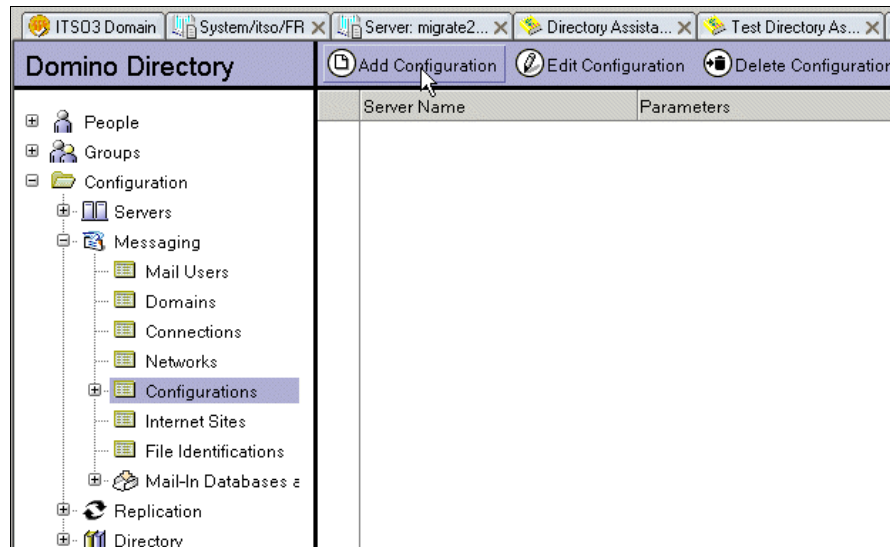 ITSO3 Domain System/itso/FR Server: migrate2... Directory Assista... Test Directory As...
Domino Directory Add Configuration Edit Configuration Delete Configuration
Server Name Parameters
People
Groups
Configuration
Servers
Messaging
Mail Users
Domains
Connections
Networks
Configurations
Internet Sites
File Identifications
Mail-In Databases a
Replication
Directory